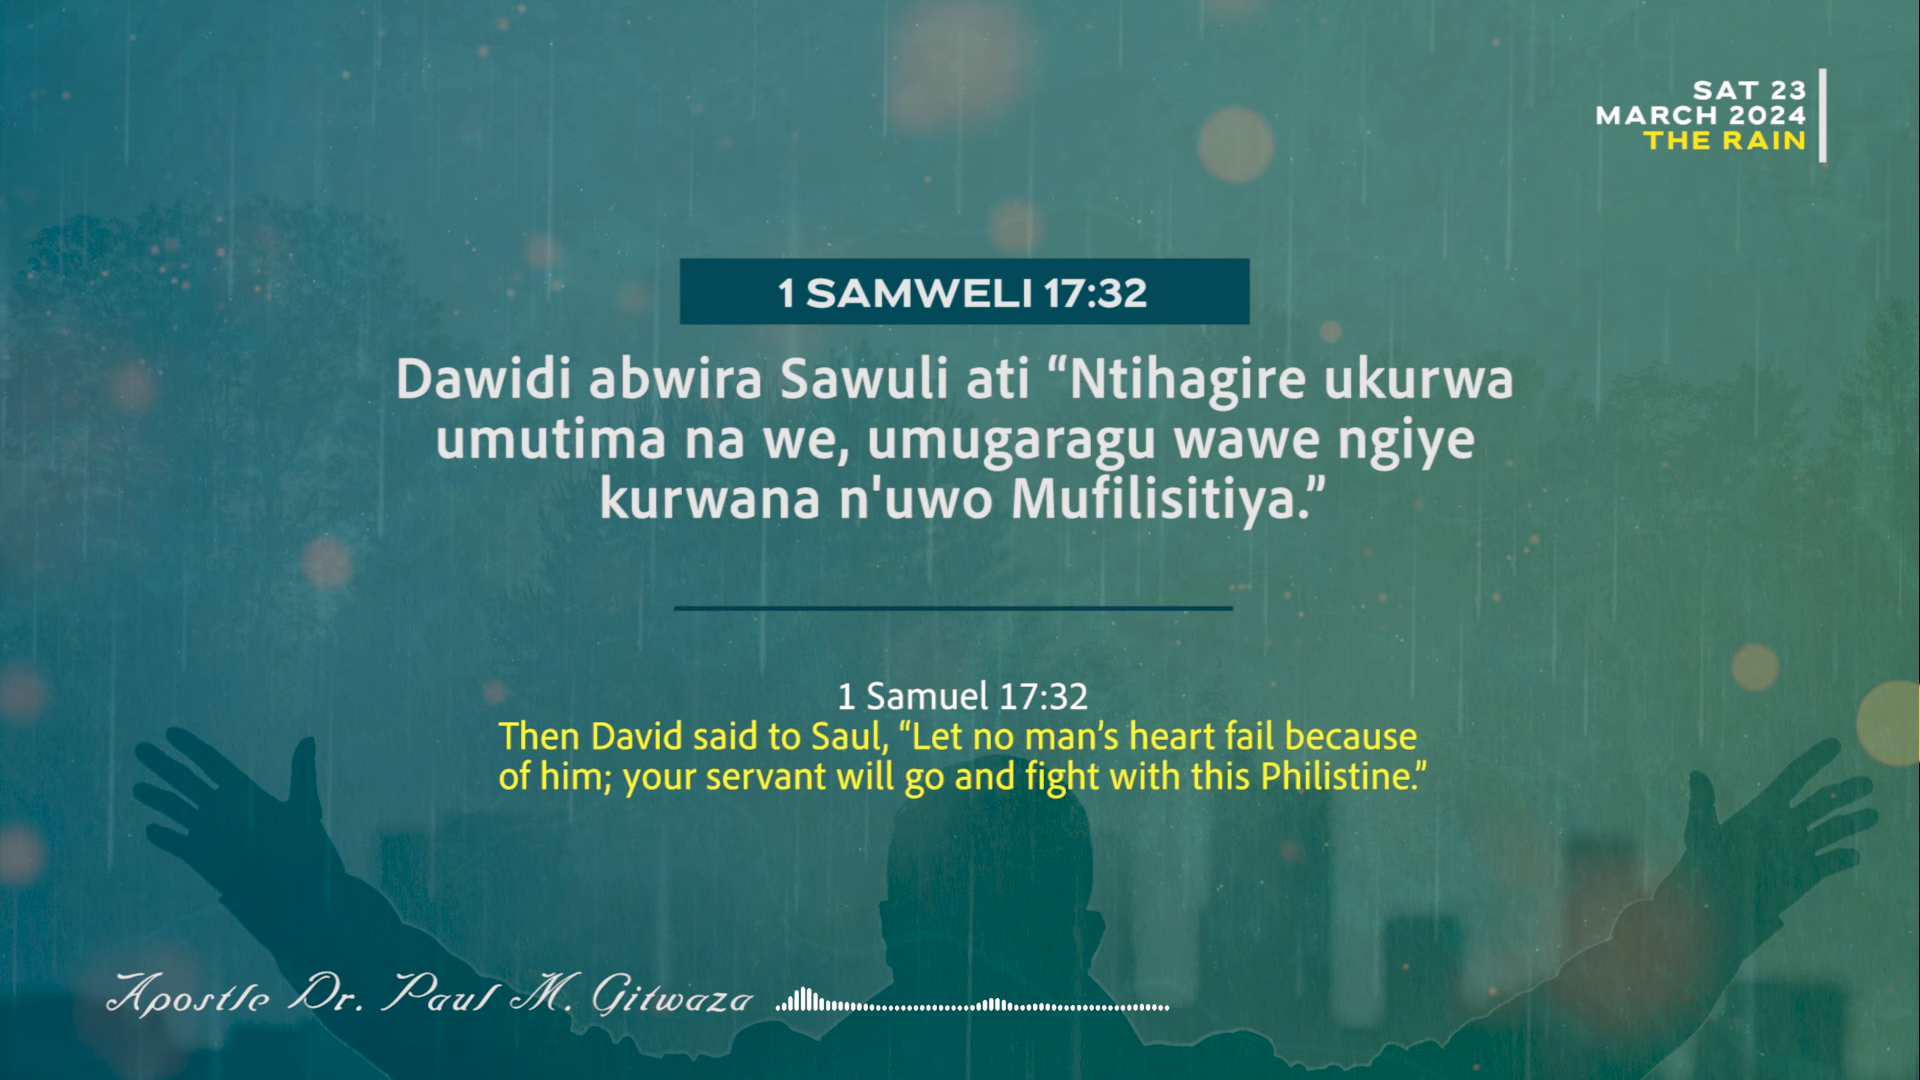 SAT 23
MARCH 2024
THE RAIN
1 SAMWELI 17:32
Dawidi abwira Sawuli ati “Ntihagire ukurwa
umutima na we, umugaragu wawe ngiye
kurwana n'uwo Mufilisitiya.”
1 Samuel 17:32
Then David said to Saul, “Let no man’s heart fail because
of him; your servant will go and fight with this Philistine.”
Apostle Dr. Paul M. Gitwaza